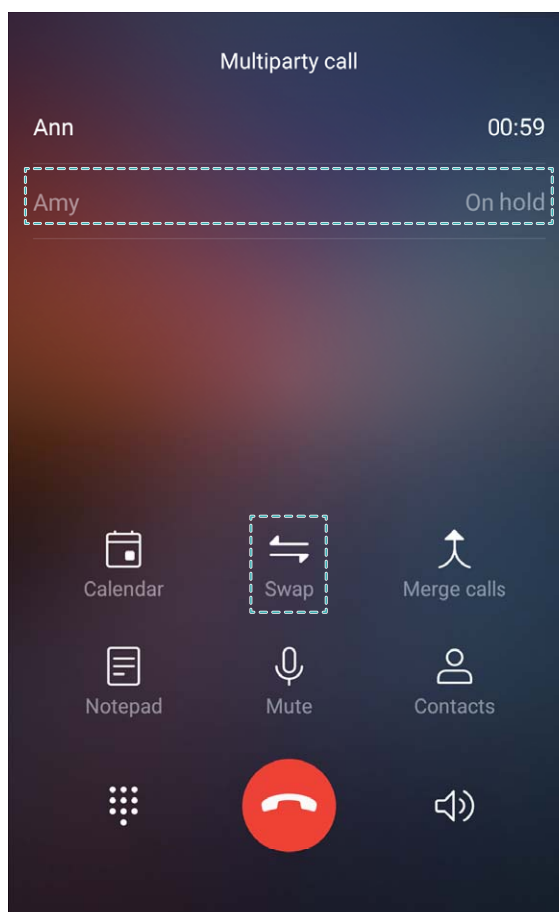 Multiparty call
Ann 00:59
Amy On hold
Calendar Swap Merge calls
Notepad Mute Contacts